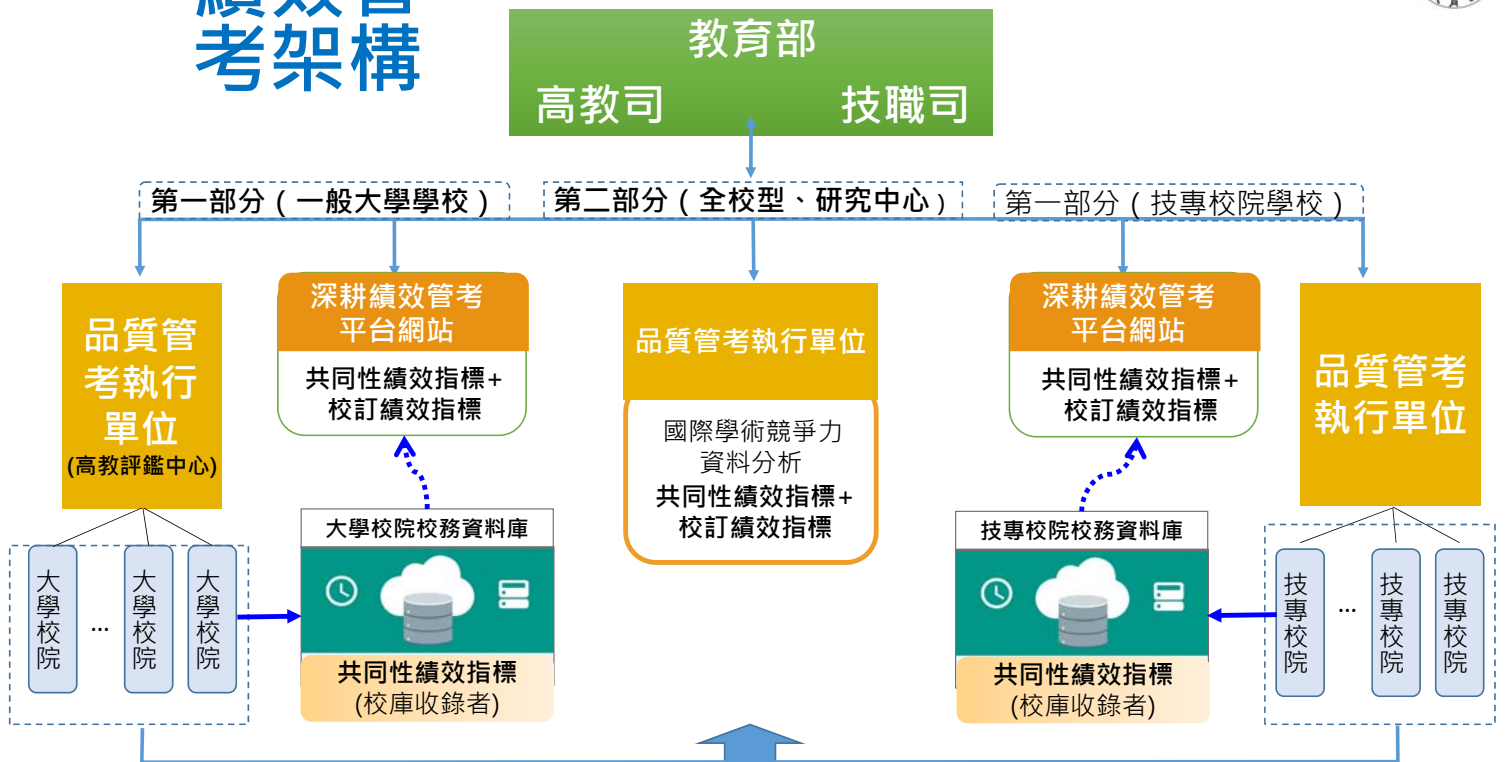 績效管
考架構
教育部
高教司 技職司
第一部分（一般大學學校）
第二部分（全校型、研究中心）
第一部分（技專校院學校）
品質管
考執行
單位
(高教評鑑中心)
深耕績效管考
平台網站
共同性績效指標+
校訂績效指標
品質管考執行單位
國際學術競爭力
資料分析
共同性績效指標+
校訂績效指標
深耕績效管考
平台網站
共同性績效指標+
校訂績效指標
品質管考
執行單位
大學校院
...
大學校院
大學校院
大學校院校務資料庫
共同性績效指標
(校庫收錄者)
技專校院校務資料庫
共同性績效指標
(校庫收錄者)
技專校院
...
技專校院
技專校院